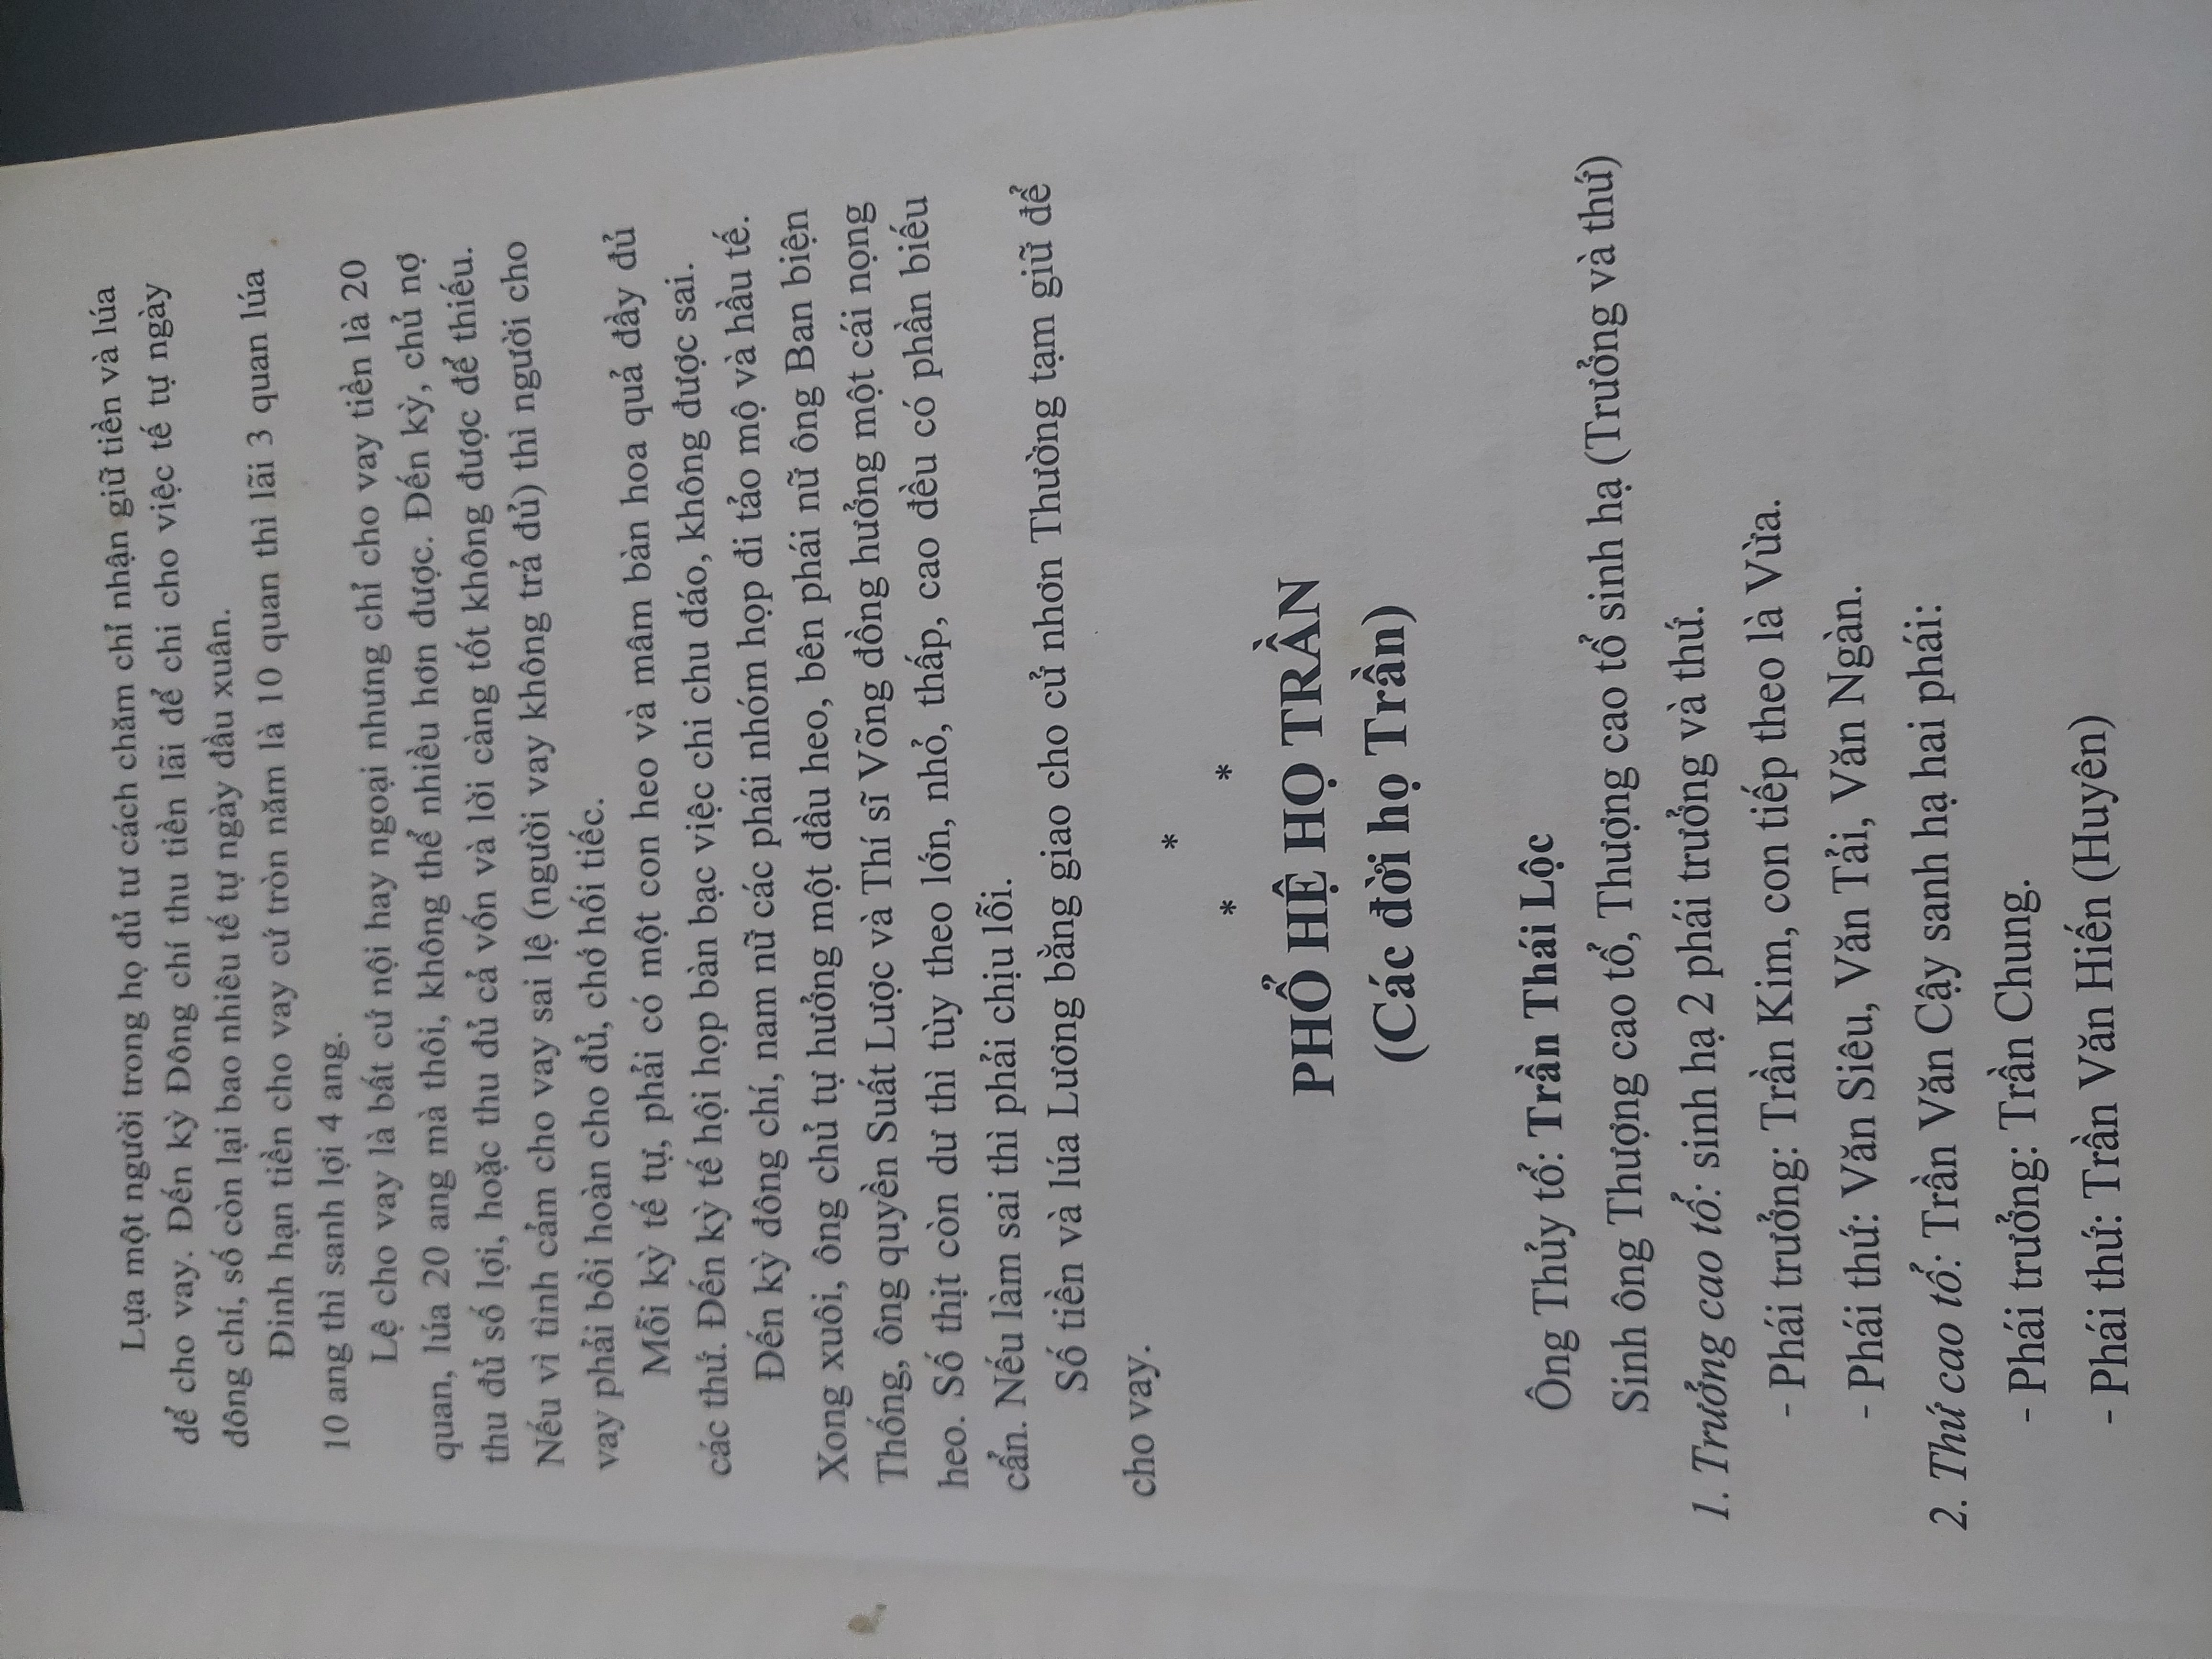 Lựa một người trong họ đủ tư cách chăm chỉ nhận giữ tiền và lúa
để cho vay. Đến kỳ Đông chí thu tiền lãi để chi cho việc tế tự ngày
đông chí, số còn lại bao nhiêu tế tự ngày đầu xuân.
Đinh hạn tiền cho vay cứ tròn năm là 10 quan thì lãi 3 quan lúa
10 ang thì sanh lợi 4 ang.
Lệ cho vay là bất cứ nội hay ngoại nhưng chỉ cho vay tiền là 20
quan, lúa 20 ang mà thôi, không thể nhiều hơn được. Đến kỳ, chủ nợ
thu đủ số lợi, hoặc thu đủ cả vốn và lời càng tốt không được để thiếu.
Nếu vì tình cảm cho vay sai lệ (người vay không trả đủ) thì người cho
vay phải bồi hoàn cho đủ, chớ hối tiếc.
Mỗi kỳ tế tự, phải có một con heo và mâm bàn hoa quả đầy đủ
các thứ. Đến kỳ tế hội họp bàn bạc việc chi chu đáo, không được sai.
Đến kỳ đông chí, nam nữ các phái nhóm họp đi tảo mộ và hầu tế.
Xong xuôi, ông chủ tự hưởng một đầu heo, bên phái nữ ông Ban biện
Thống, ông quyền Suất Lược và Thí sĩ Võng đồng hưởng một cái nọng
heo. Số thịt còn dư thì tùy theo lớn, nhỏ, thấp, cao đều có phần biếu
cẩn. Nếu làm sai thì phải chịu lỗi.
Số tiền và lúa Lương bằng giao cho cử nhơn Thường tạm giữ để
cho vay.
*
* *
PHỔ HỆ HỌ TRẦN
(Các đời họ Trần)
Ông Thủy tổ: Trần Thái Lộc
Sinh ông Thượng cao tổ, Thượng cao tổ sinh hạ (Trưởng và thứ)
1. Trưởng cao tổ: sinh hạ 2 phái trưởng và thứ.
- Phái trưởng: Trần Kim, con tiếp theo là Vừa.
- Phái thứ: Văn Siêu, Văn Tải, Văn Ngàn.
2. Thứ cao tổ: Trần Văn Cậy sanh hạ hai phái:
- Phái trưởng: Trần Chung.
- Phái thứ: Trần Văn Hiến (Huyên)